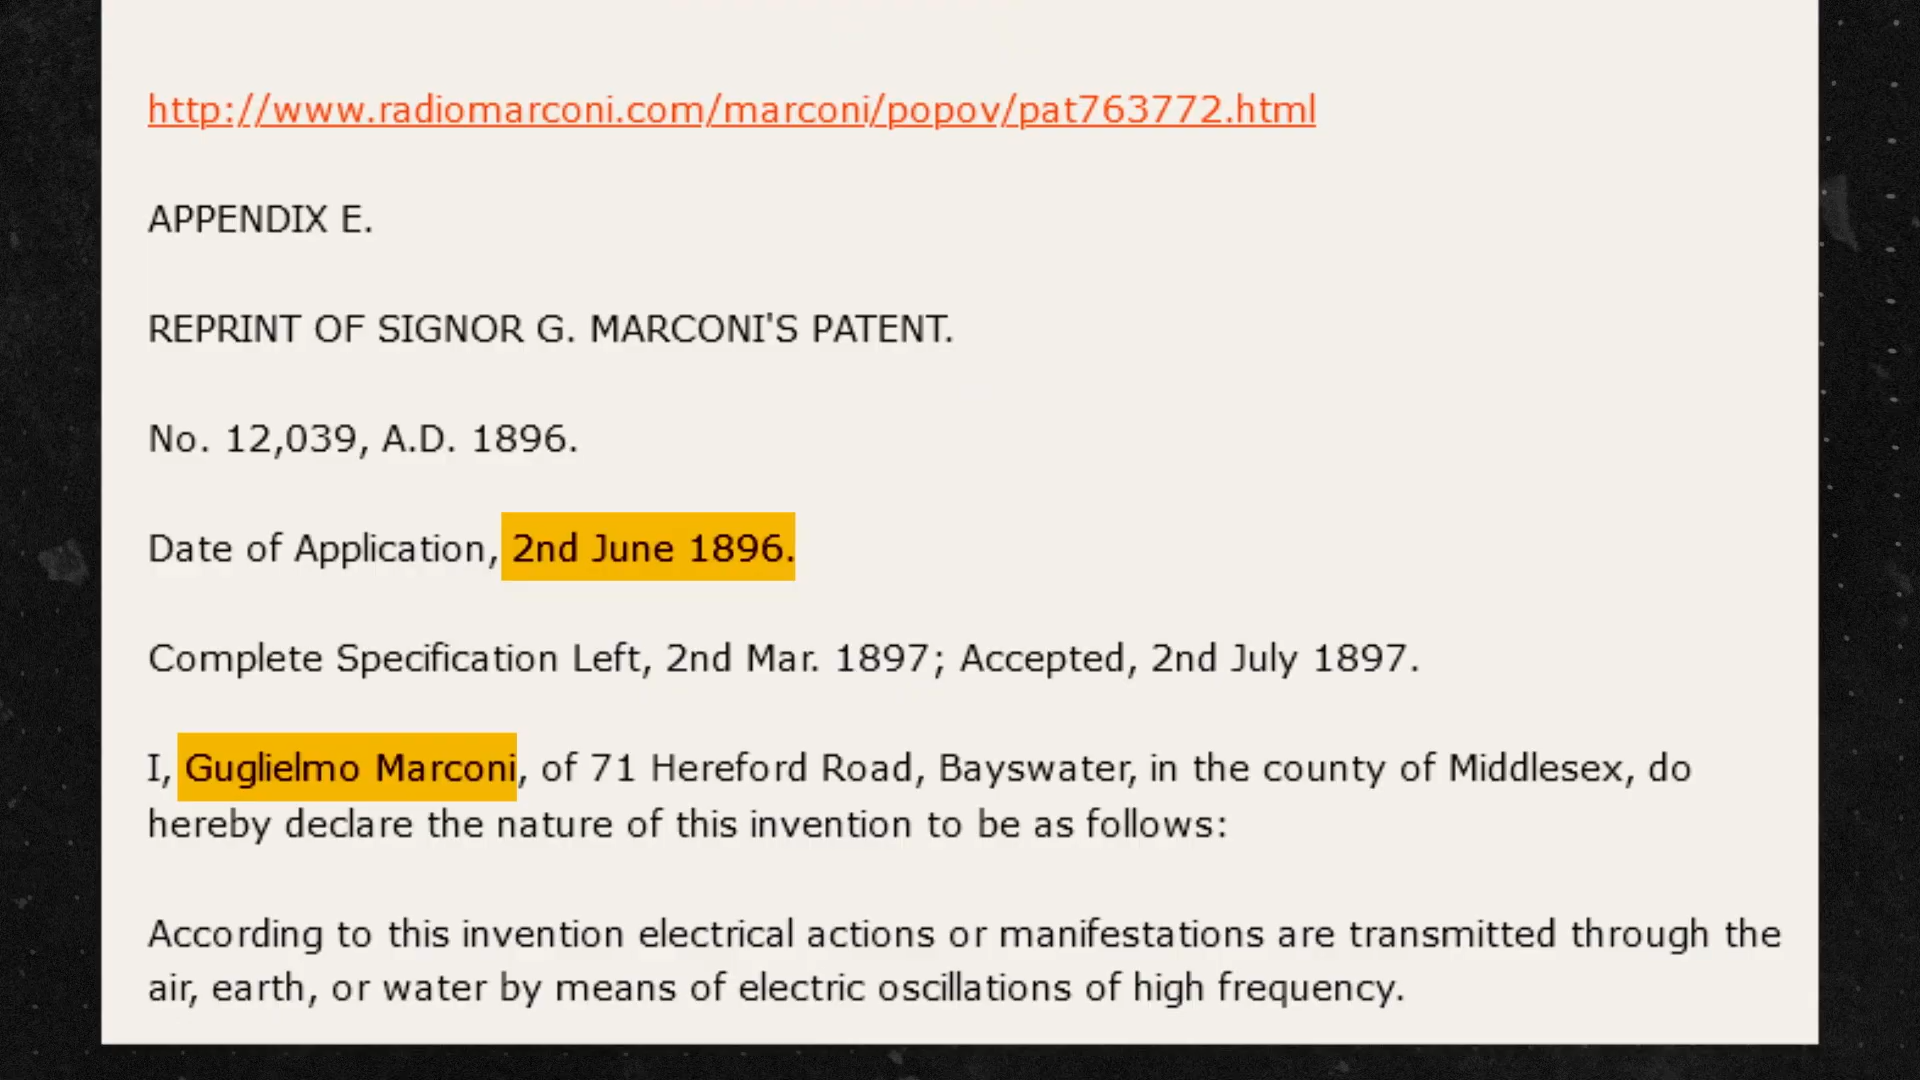 http://www.radiomarconi.com/marconi/popov/pat763772.html
APPENDIX E.
REPRINT OF SIGNOR G. MARCONI'S PATENT.
No. 12,039, A.D. 1896.
Date of Application, 2nd June 1896.
Complete Specification Left, 2nd Mar. 1897; Accepted, 2nd July 1897.
I, Guglielmo Marconi, of 71 Hereford Road, Bayswater, in the county of Middlesex, do
hereby declare the nature of this invention to be as follows:
According to this invention electrical actions or manifestations are transmitted through the
air, earth, or water by means of electric oscillations of high frequency.